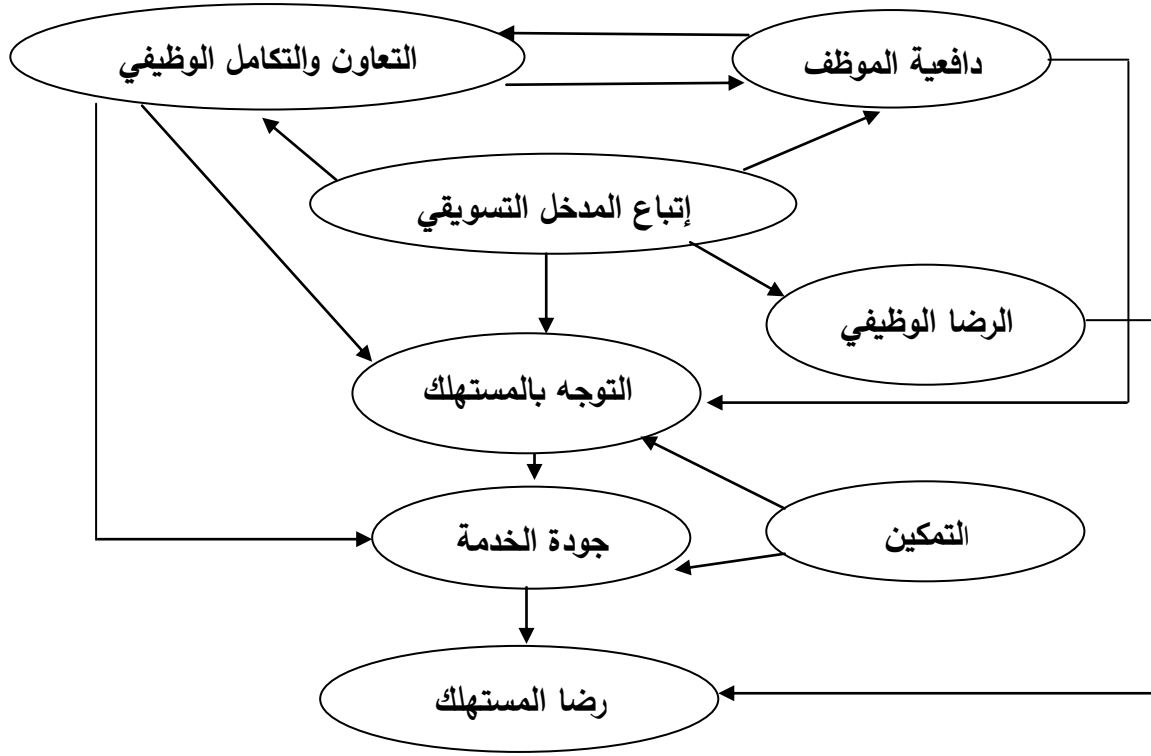 دافعية الموظف
التعاون والتكامل الوظيفي
إتباع المدخل التسويقي
الرضا الوظيفي
التوجه بالمستهلك
التمكين
جودة الخدمة
رضا المستهلك